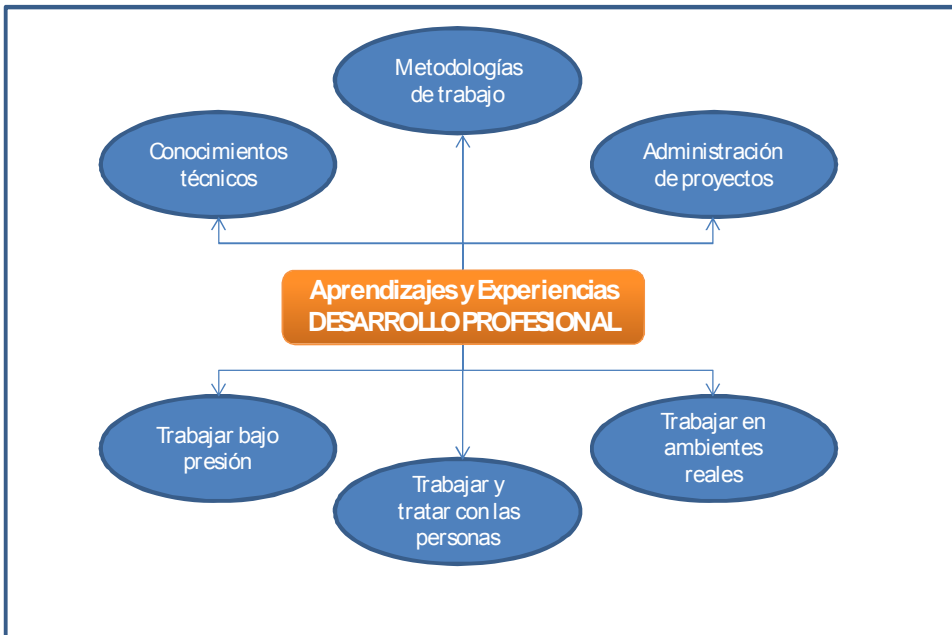 Metodologías
de trabajo
Conocimientos
técnicos
Administración
de proyectos
Aprendizajes y Experiencias
DESARROLLO PROFESIONAL
Trabajar bajo
presión
Trabajar y
tratar con las
personas
Trabajar en
ambientes
reales